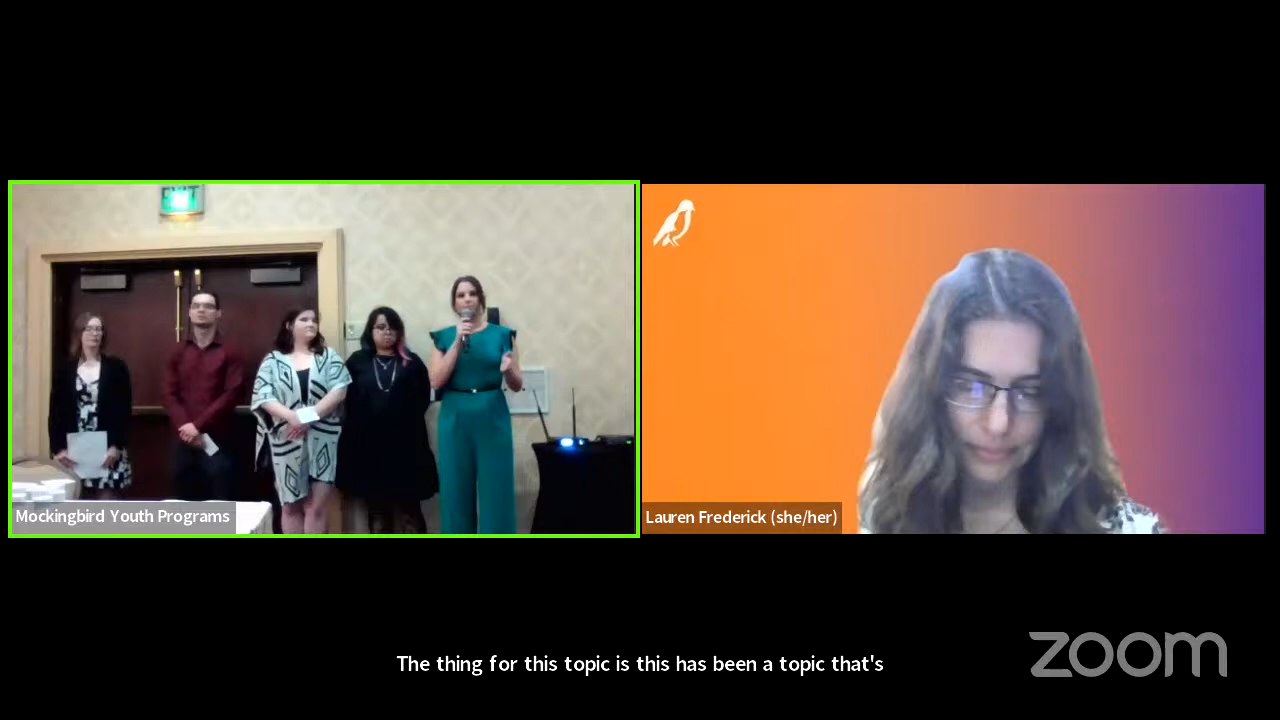 EXIT
Mockingbird Youth Programs
Lauren Frederick (she/her)
The thing for this topic is this has been a topic that's
zoom